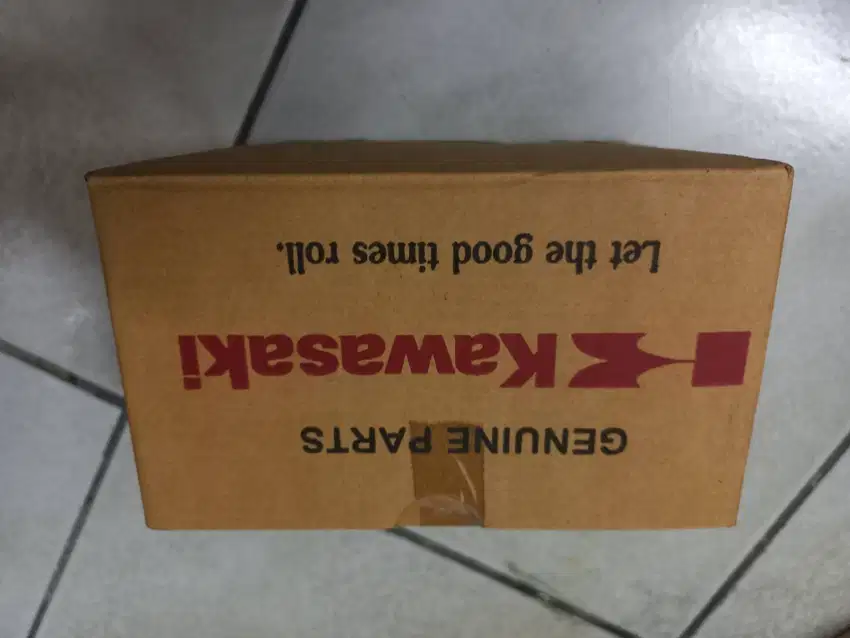 GENUINE PARTS
Kawasaki
Let the good times roll.